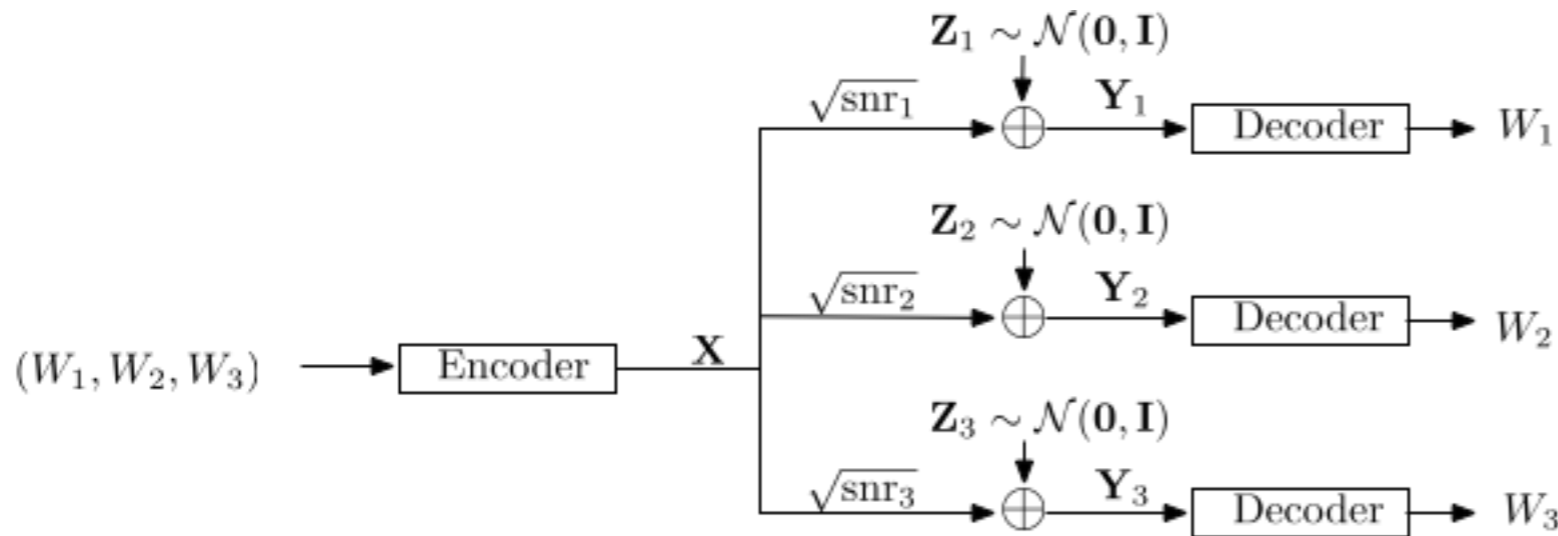 Z₁ ∼ 𝒩(0, I)
√snr₁ Y₁ Decoder W₁
Z₂ ∼ 𝒩(0, I)
√snr₂ Y₂ Decoder W₂
(W₁, W₂, W₃) Encoder X
Z₃ ∼ 𝒩(0, I)
√snr₃ Y₃ Decoder W₃